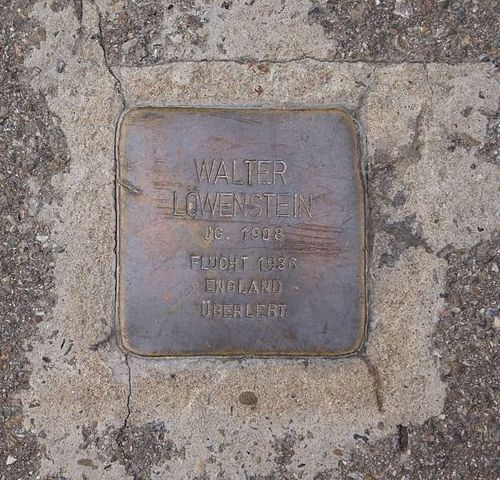 WALTER
LÖWENSTEIN
JG. 1908
FLUCHT 1936
ENGLAND
ÜBERLEBT